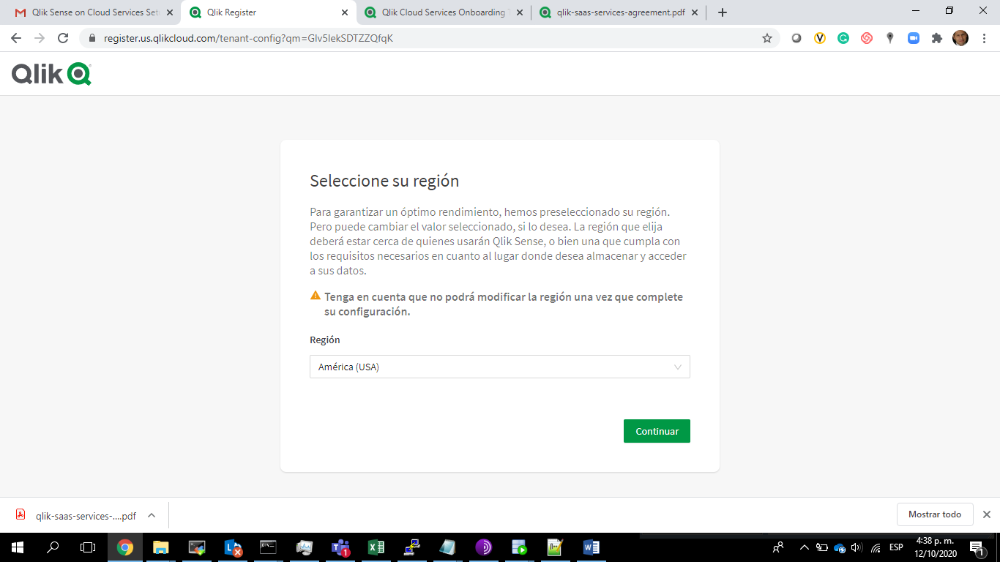 Qlik Sense on Cloud Services Set
Qlik Register
Qlik Cloud Services Onboarding T
qlik-saas-services-agreement.pdf
register.us.qlikcloud.com/tenant-config?qm=GIv5IekSDTZZQfqK
Qlik
Seleccione su región
Para garantizar un óptimo rendimiento, hemos preseleccionado su región.
Pero puede cambiar el valor seleccionado, si lo desea. La región que elija
deberá estar cerca de quienes usarán Qlik Sense, o bien una que cumpla con
los requisitos necesarios en cuanto al lugar donde desea almacenar y acceder
a sus datos.
Tenga en cuenta que no podrá modificar la región una vez que complete
su configuración.
Región
América (USA)
Continuar
qlik-saas-services-....pdf
Mostrar todo
ESP
4:38 p. m.
12/10/2020
1
1